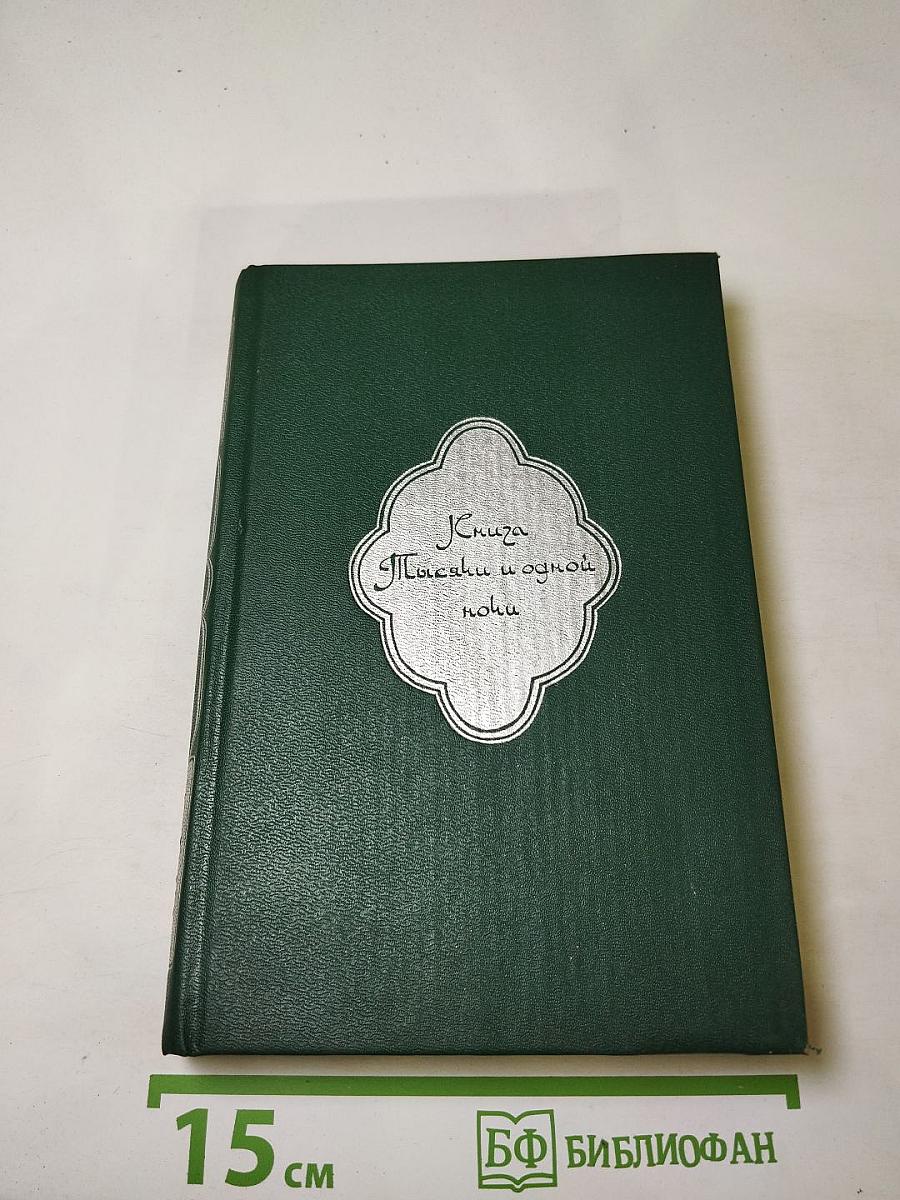 Книга
Тысячи и одной
ночи
15 см
БФ БИБЛИОФАН